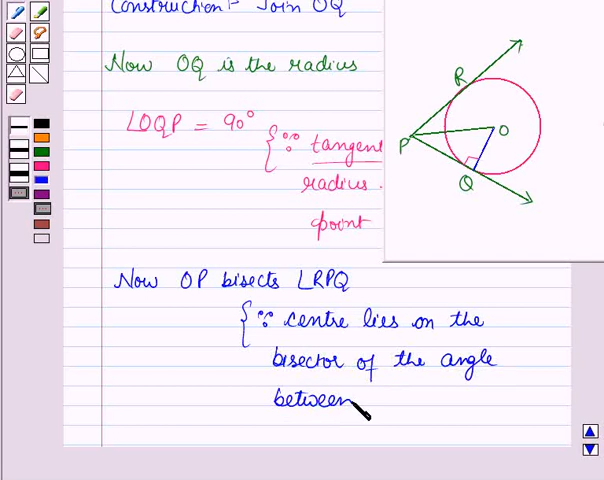 Construction :- Join OQ
Now OQ is the radius
∠OQP = 90°
{∵ tangent
radius.
point
Now OP bisects ∠RPQ
{∵ centre lies on the
bisector of the angle
between
R
P
O
Q